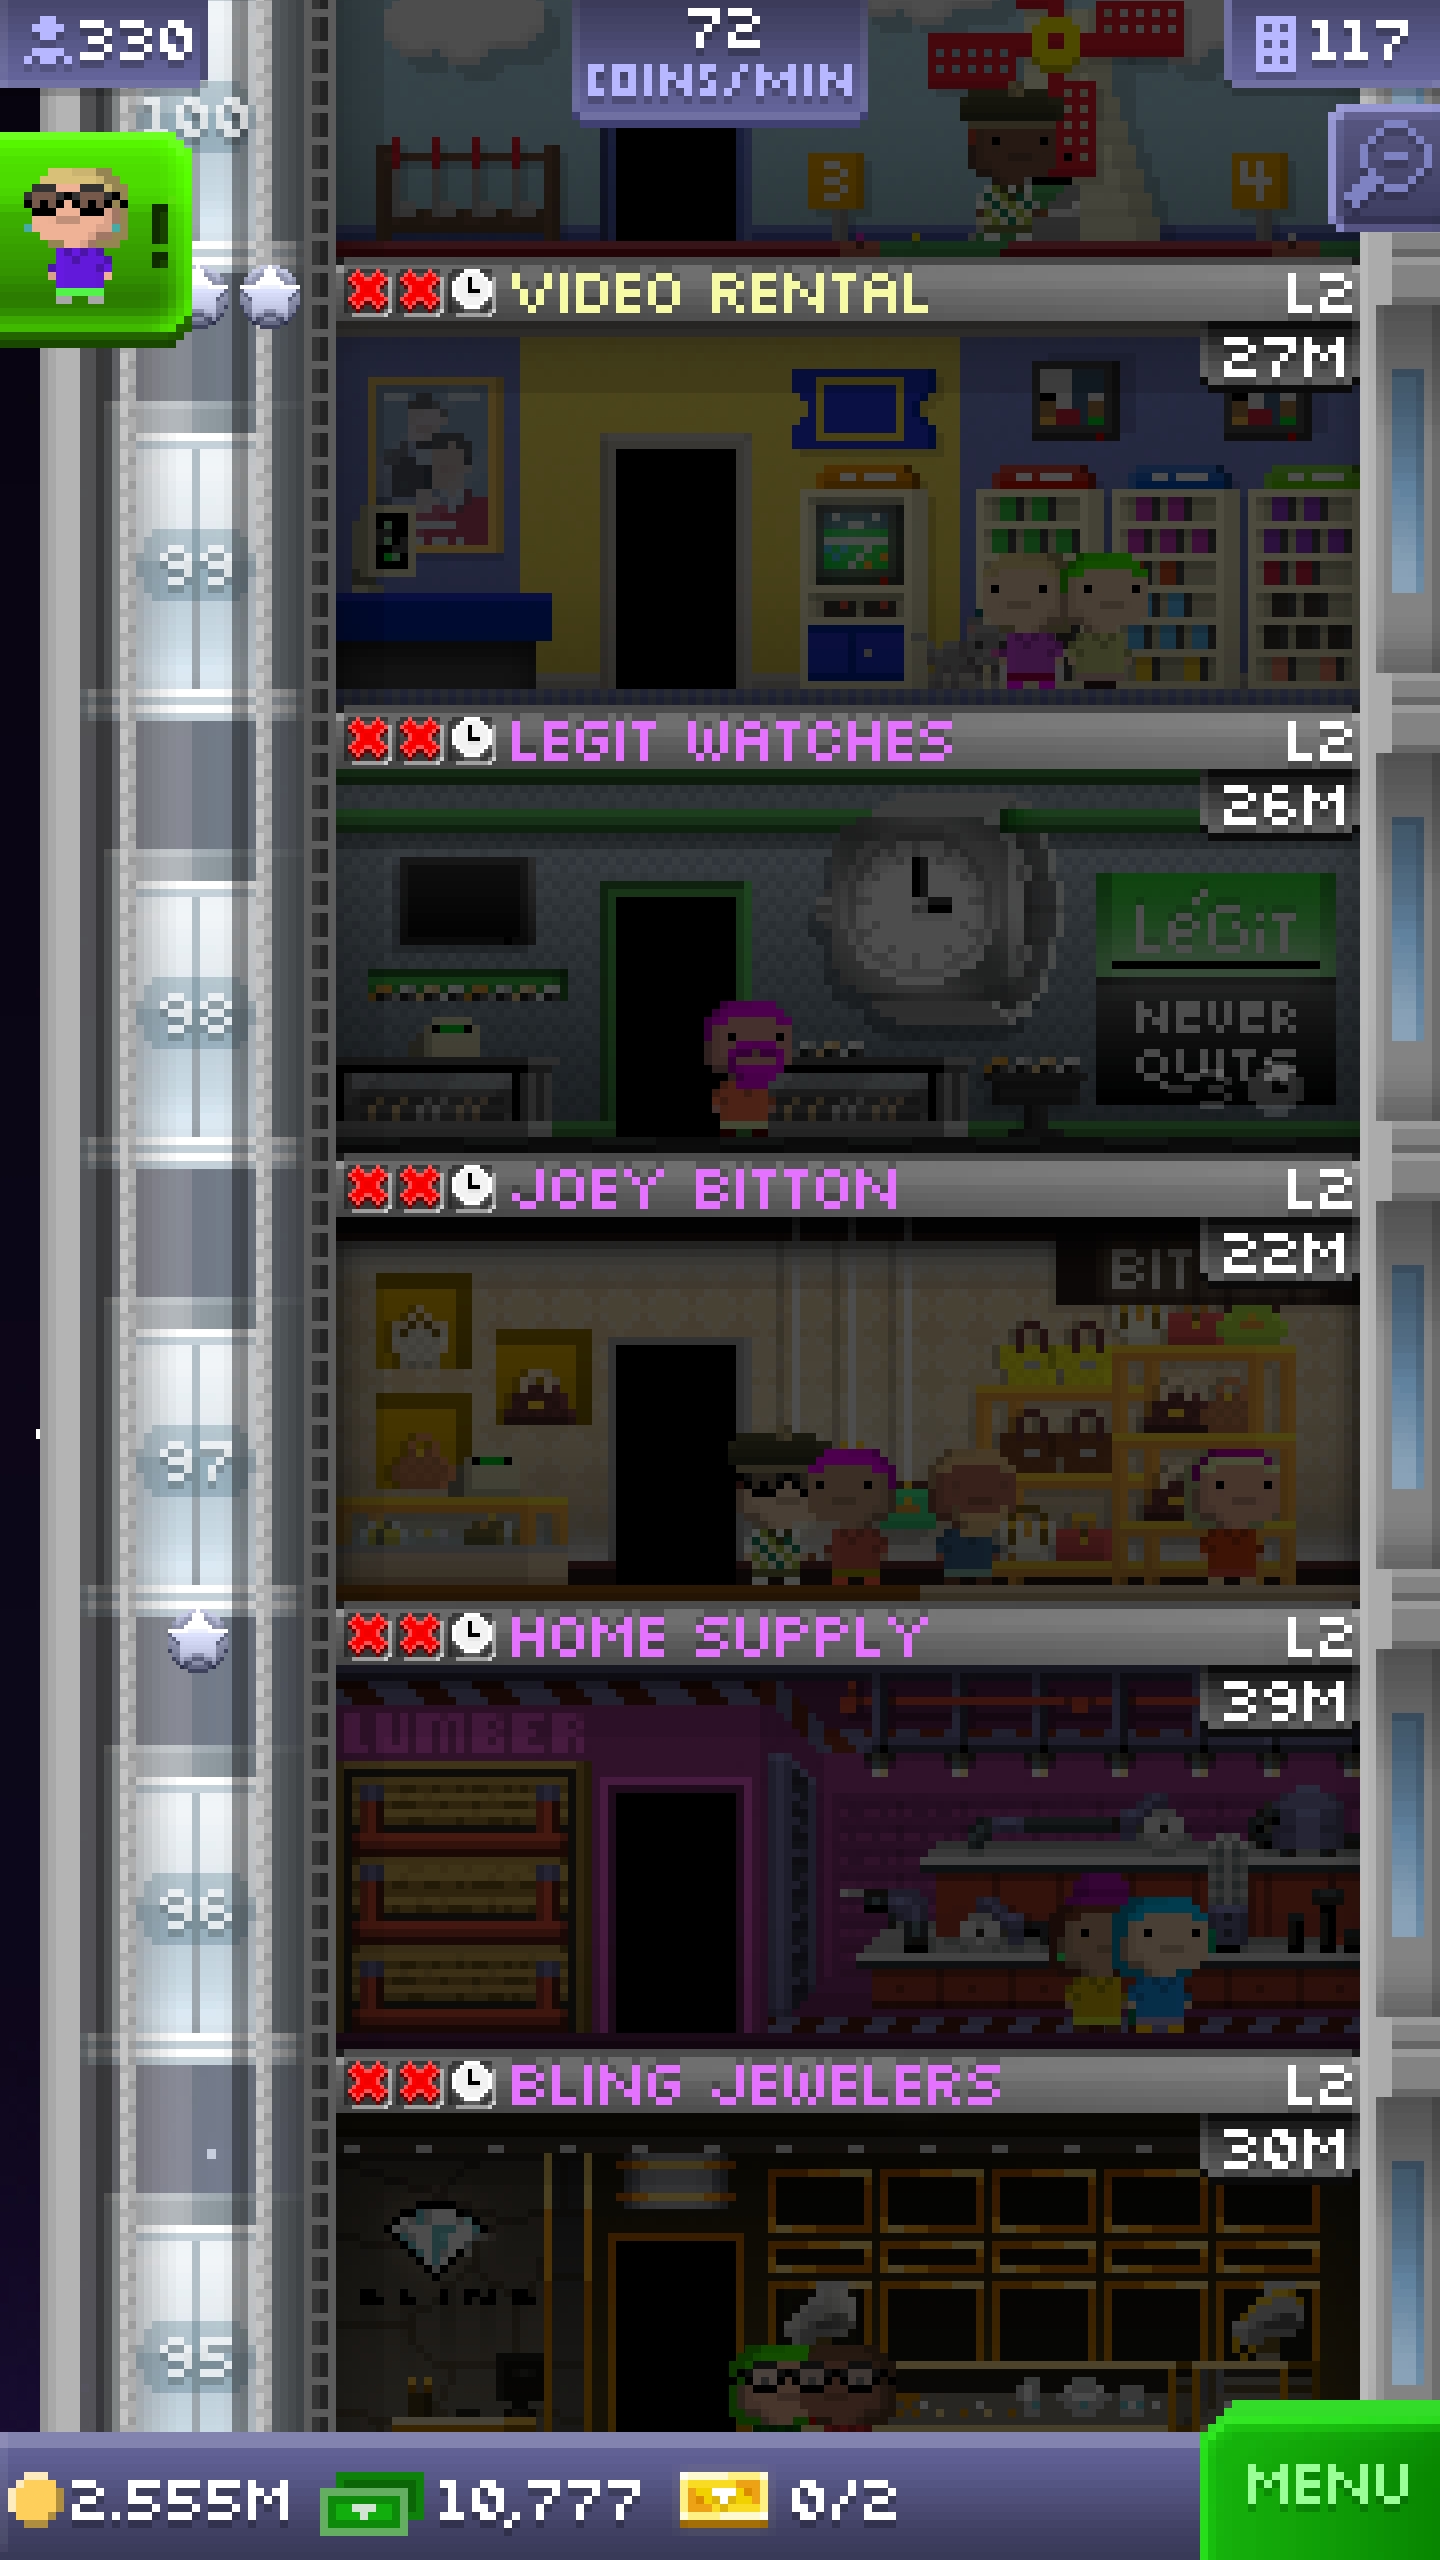 330
72
COINS/MIN
117
100
3
4
!
VIDEO RENTAL L2
27M
99
LEGIT WATCHES L2
26M
LéGiT
NEVER
QUITS
98
JOEY BITTON L2
22M
BIT
97
HOME SUPPLY L2
39M
LUMBER
96
BLING JEWELERS L2
30M
BLING
95
2.555M 10,777 0/2
MENU